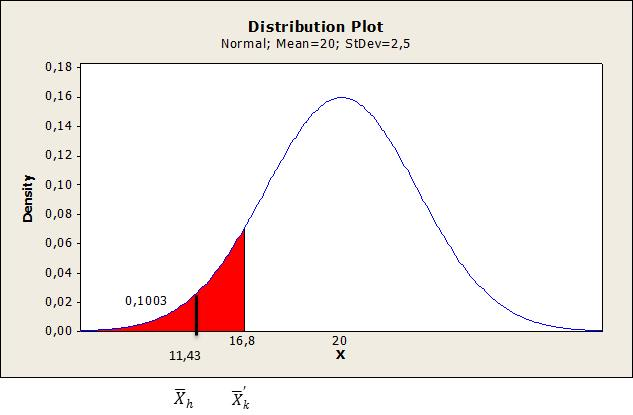 Distribution Plot
Normal; Mean=20; StDev=2,5
0,18
0,16
0,14
0,12
0,10
0,08
0,06
0,04
0,02
0,00
Density
0,1003
16,8
20
11,43
X
X̅h
X̅'k